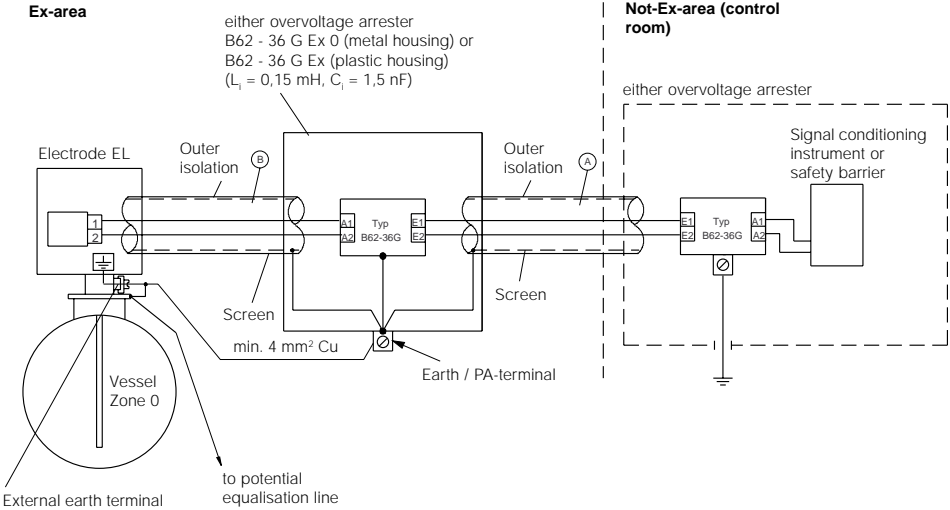 Ex-area
Not-Ex-area (control
room)
either overvoltage arrester
B62 - 36 G Ex 0 (metal housing) or
B62 - 36 G Ex (plastic housing)
(Li = 0,15 mH, Ci = 1,5 nF)
either overvoltage arrester
Electrode EL
Outer
isolation
B
Outer
isolation
A
Signal conditioning
instrument or
safety barrier
1
2
A1
A2
Typ
B62-36G
E1
E2
E1
E2
Typ
B62-36G
A1
A2
Screen
Screen
min. 4 mm² Cu
Earth / PA-terminal
Vessel
Zone 0
External earth terminal
to potential
equalisation line